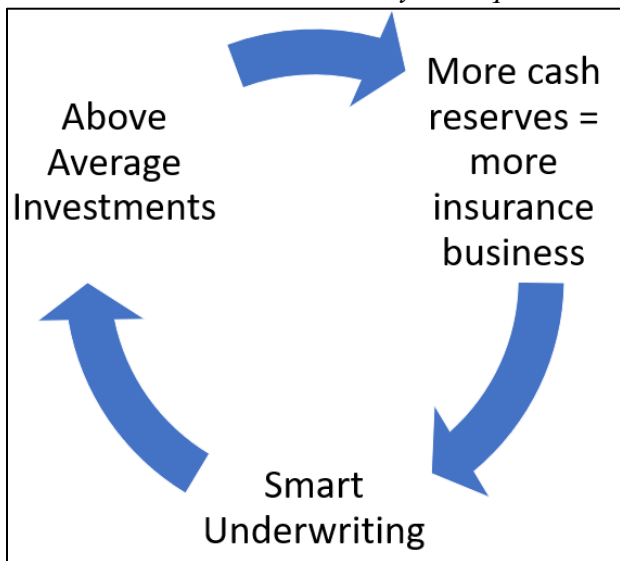 Above
Average
Investments
More cash
reserves =
more
insurance
business
Smart
Underwriting